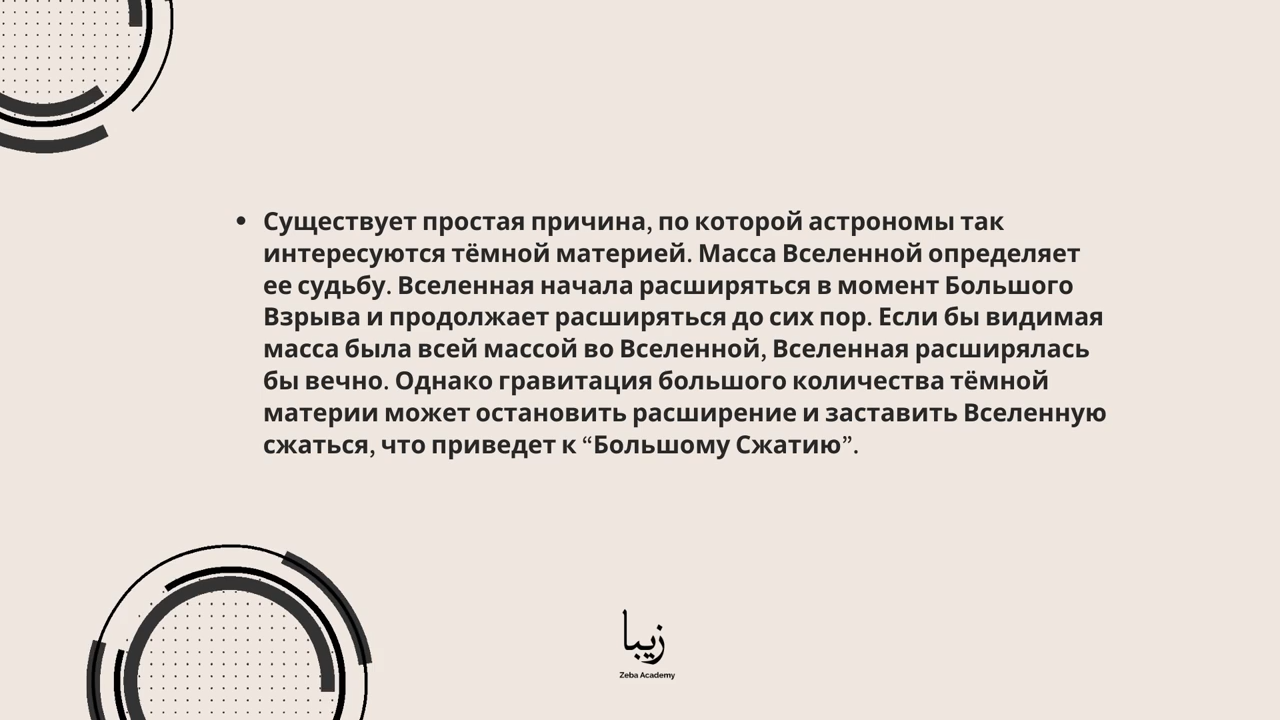 • Существует простая причина, по которой астрономы так
интересуются тёмной материей. Масса Вселенной определяет
ее судьбу. Вселенная начала расширяться в момент Большого
Взрыва и продолжает расширяться до сих пор. Если бы видимая
масса была всей массой во Вселенной, Вселенная расширялась
бы вечно. Однако гравитация большого количества тёмной
материи может остановить расширение и заставить Вселенную
сжаться, что приведет к “Большому Сжатию”.
زيبا
Zeba Academy